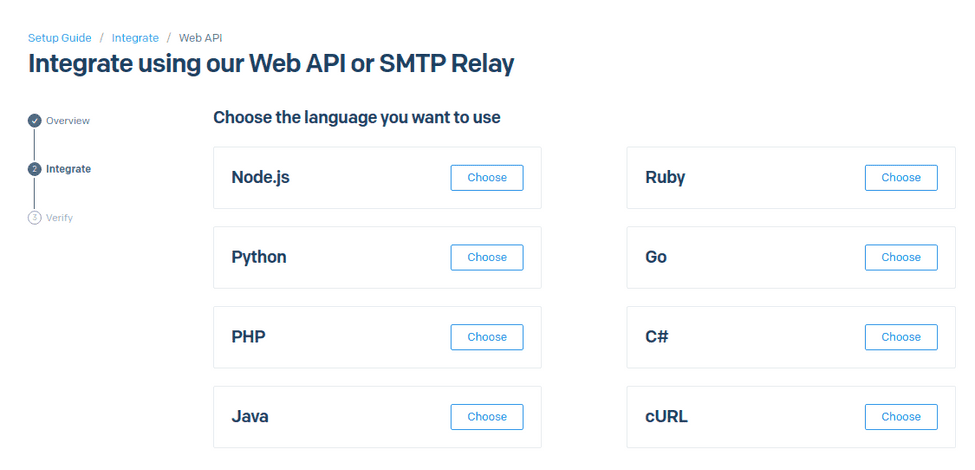 Setup Guide / Integrate / Web API
Integrate using our Web API or SMTP Relay
Overview
2 Integrate
3 Verify
Choose the language you want to use
Node.js Choose
Ruby Choose
Python Choose
Go Choose
PHP Choose
C# Choose
Java Choose
cURL Choose